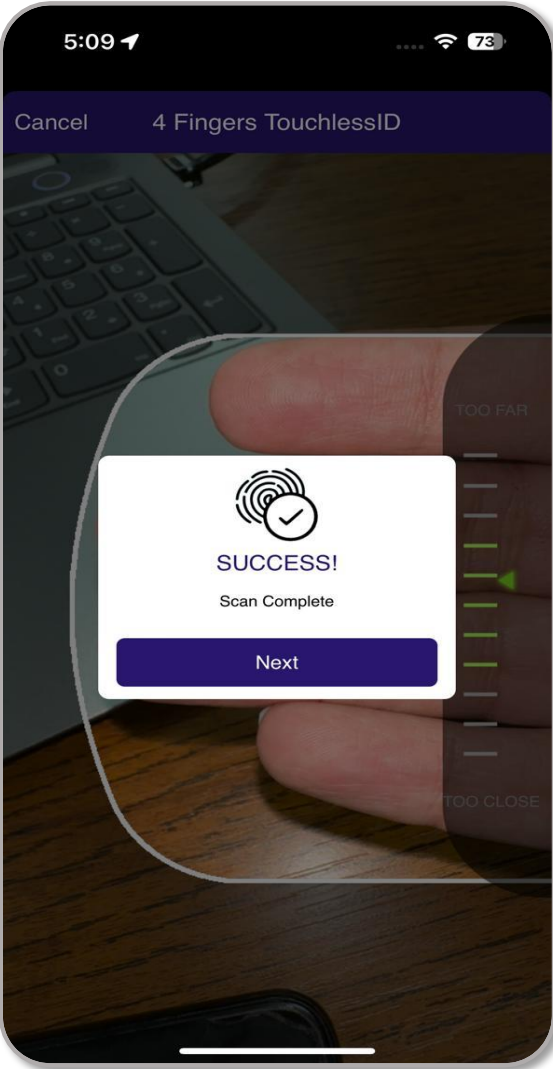 5:09
73
Cancel
4 Fingers TouchlessID
TOO FAR
SUCCESS!
Scan Complete
Next
TOO CLOSE